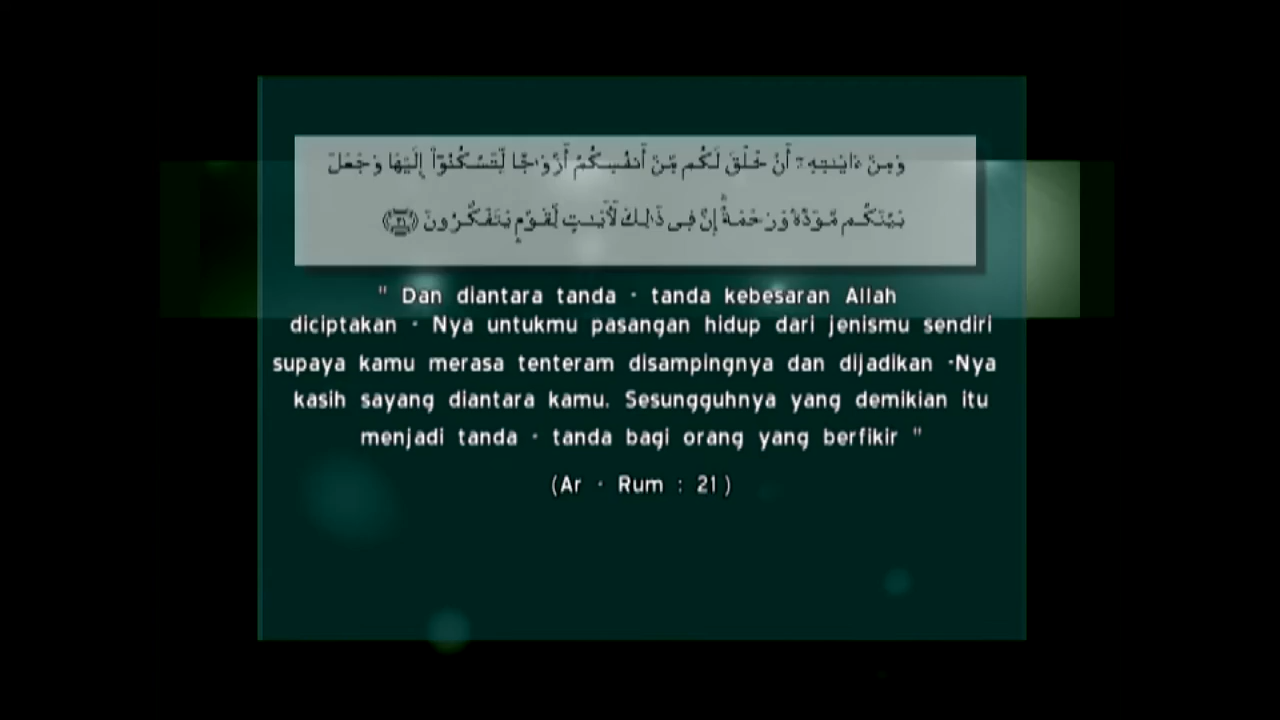 وَمِنْ ءَايَٰتِهِۦٓ أَنْ خَلَقَ لَكُم مِّنْ أَنفُسِكُمْ أَزْوَٰجًا لِّتَسْكُنُوٓا۟ إِلَيْهَا وَجَعَلَ
بَيْنَكُم مَّوَدَّةً وَرَحْمَةً ۚ إِنَّ فِى ذَٰلِكَ لَءَايَٰتٍ لِّقَوْمٍ يَتَفَكَّرُونَ ﴿٢١﴾
" Dan diantara tanda - tanda kebesaran Allah
diciptakan - Nya untukmu pasangan hidup dari jenismu sendiri
supaya kamu merasa tenteram disampingnya dan dijadikan -Nya
kasih sayang diantara kamu. Sesungguhnya yang demikian itu
menjadi tanda - tanda bagi orang yang berfikir "
(Ar - Rum : 21)